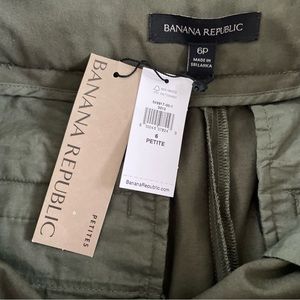 BANANA REPUBLIC
6P
MADE IN
SRI LANKA
BANANA REPUBLIC
PETITES
6
PETITE
BananaRepublic.com